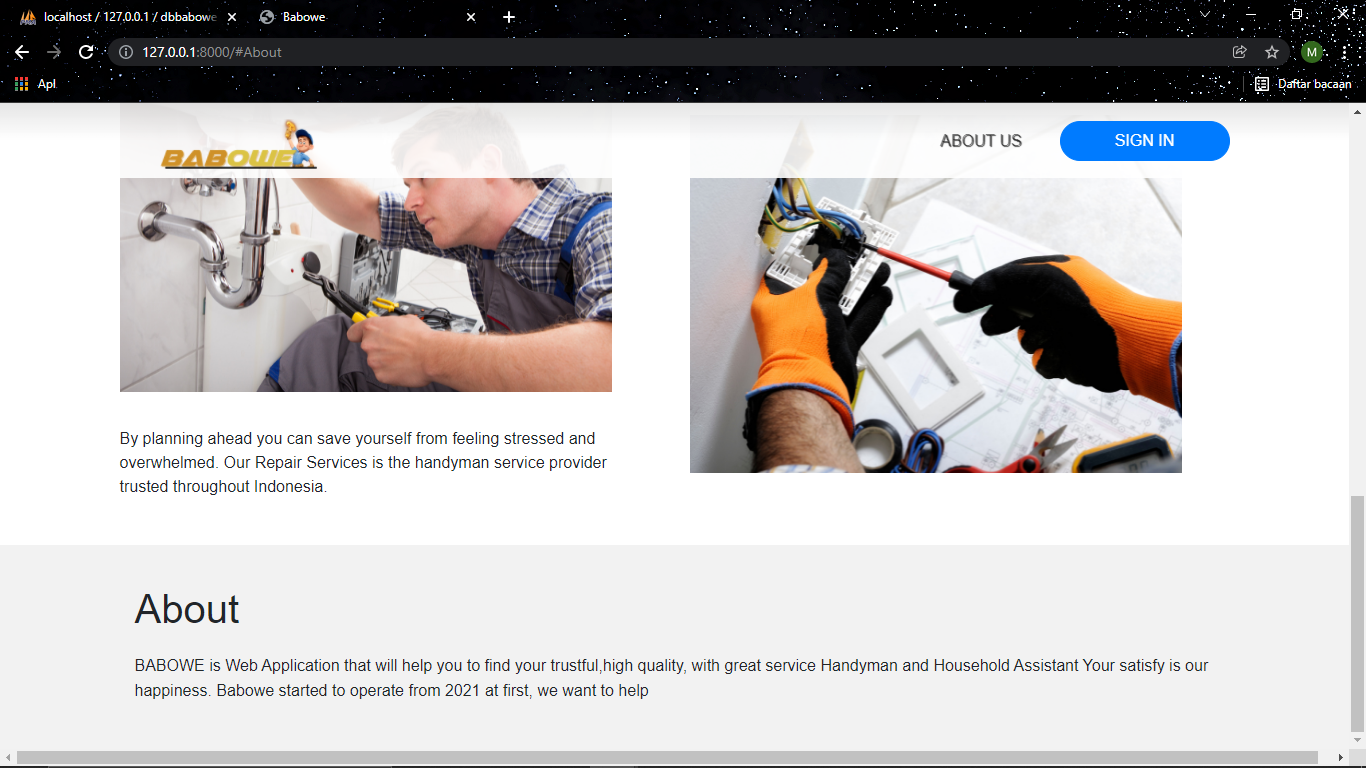 localhost / 127.0.0.1 / dbbabowe
Babowe
127.0.0.1:8000/#About
M
Apl
Daftar bacaan
BABOWE
ABOUT US
SIGN IN
By planning ahead you can save yourself from feeling stressed and
overwhelmed. Our Repair Services is the handyman service provider
trusted throughout Indonesia.
About
BABOWE is Web Application that will help you to find your trustful,high quality, with great service Handyman and Household Assistant Your satisfy is our
happiness. Babowe started to operate from 2021 at first, we want to help